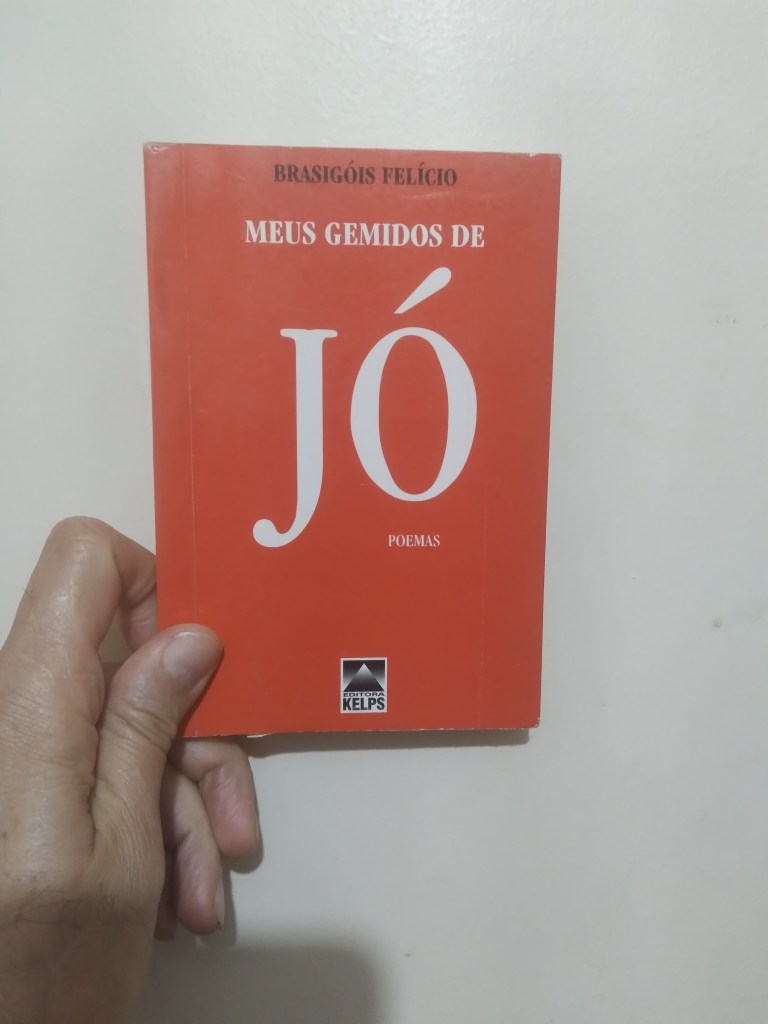 BRASIGÓIS FELÍCIO
MEUS GEMIDOS DE
JÓ
POEMAS
EDITORA
KELPS